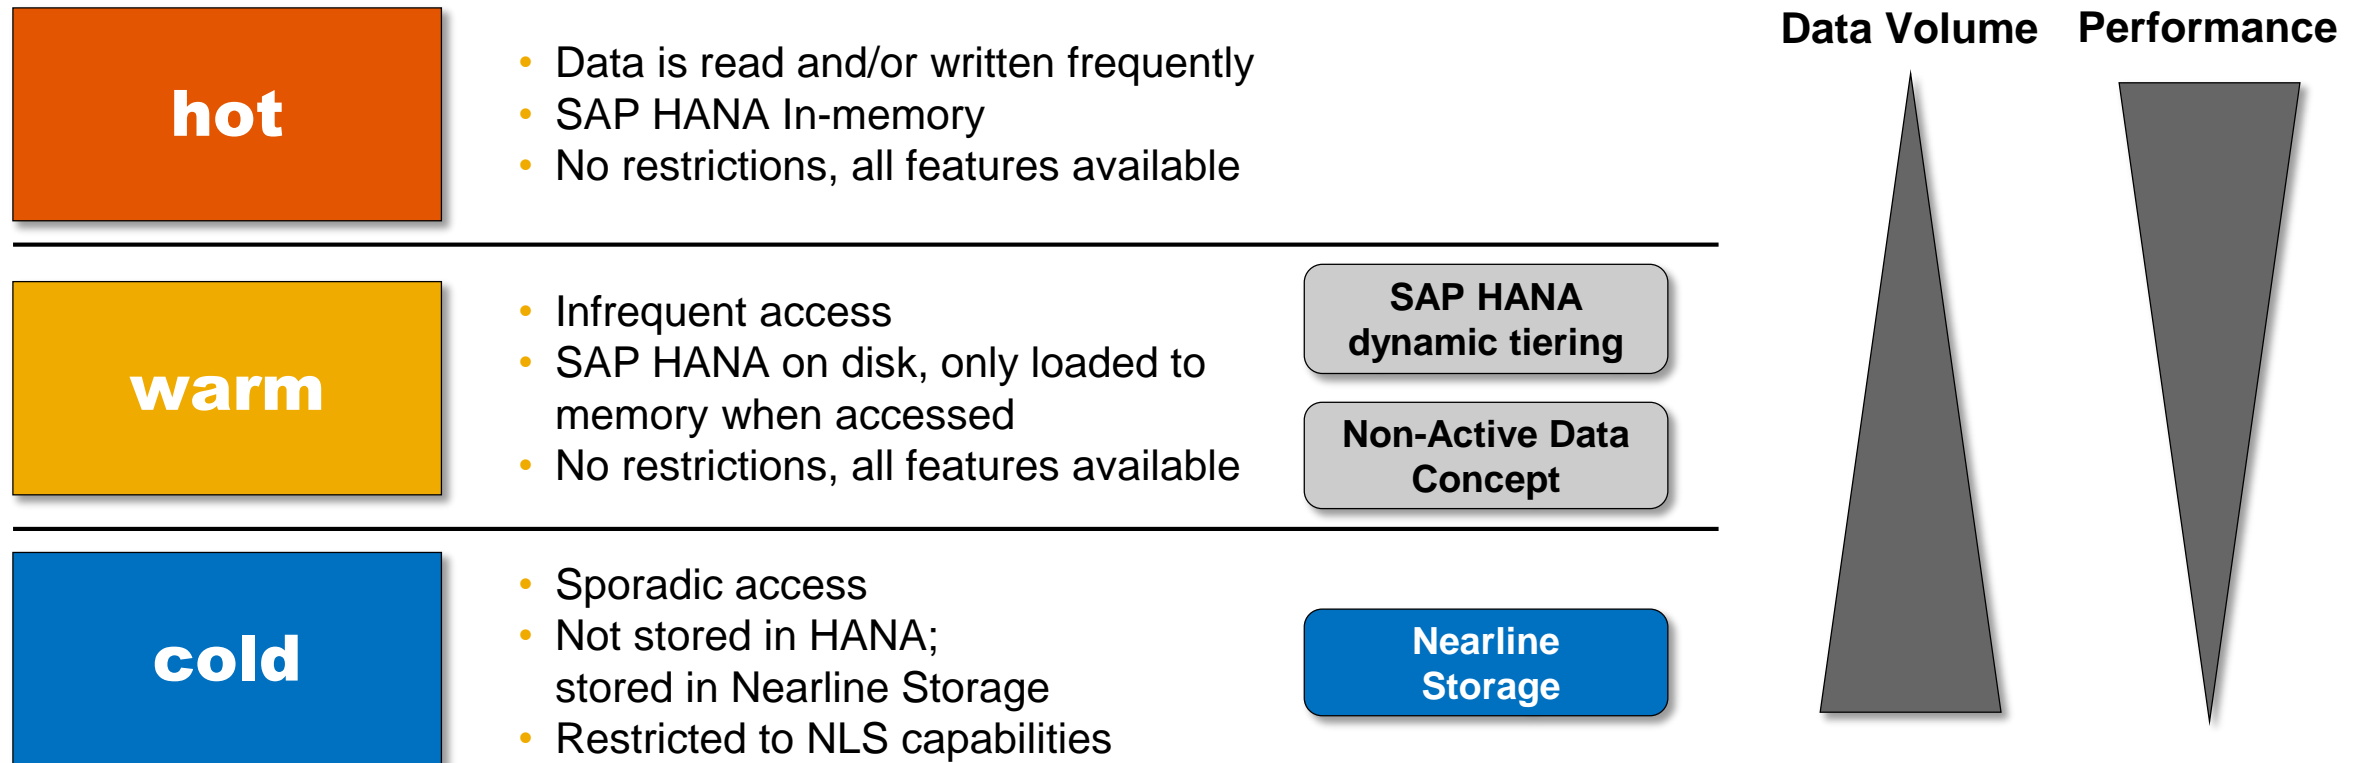 Data Volume
Performance
hot
• Data is read and/or written frequently
• SAP HANA In-memory
• No restrictions, all features available
warm
• Infrequent access
• SAP HANA on disk, only loaded to
memory when accessed
• No restrictions, all features available
SAP HANA
dynamic tiering
Non-Active Data
Concept
cold
• Sporadic access
• Not stored in HANA;
stored in Nearline Storage
• Restricted to NLS capabilities
Nearline
Storage